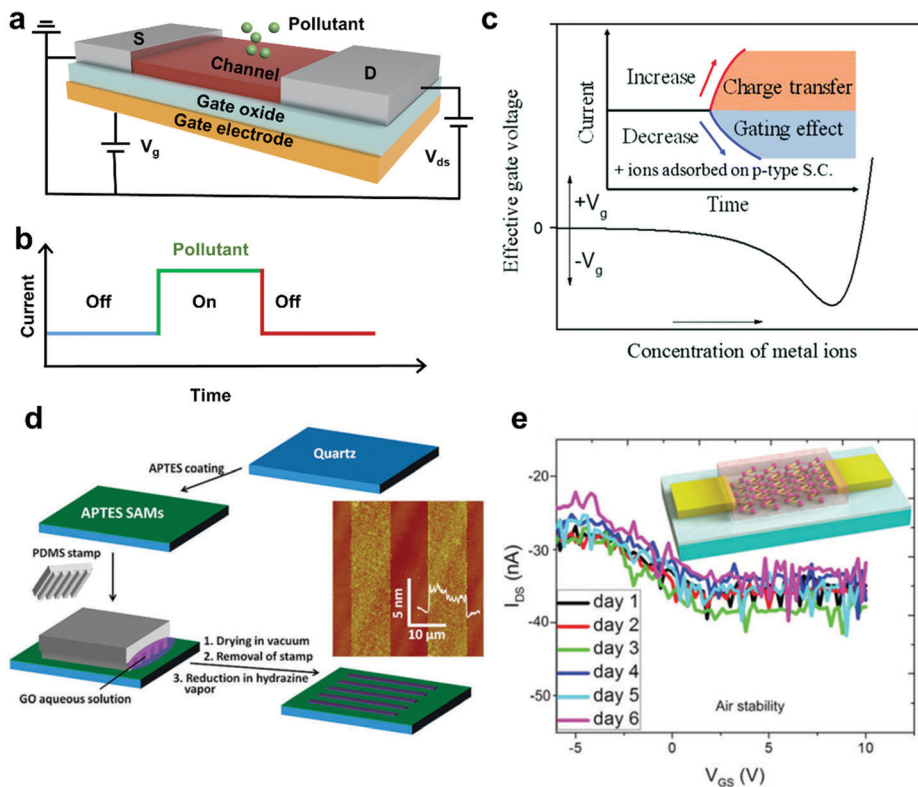 a
Pollutant
S
Channel
D
Gate oxide
Gate electrode
Vg
Vds
b
Pollutant
Current
Off
On
Off
Time
c
Effective gate voltage
0
+Vg
-Vg
Current
Increase
Charge transfer
Decrease
Gating effect
+ ions adsorbed on p-type S.C.
Time
Concentration of metal ions
d
Quartz
APTES coating
APTES SAMs
PDMS stamp
GO aqueous solution
1. Drying in vacuum
2. Removal of stamp
3. Reduction in hydrazine
vapor
5 nm
10 μm
e
IDS (nA)
-20
-30
-40
-50
day 1
day 2
day 3
day 4
day 5
day 6
Air stability
-5
0
5
10
VGS (V)